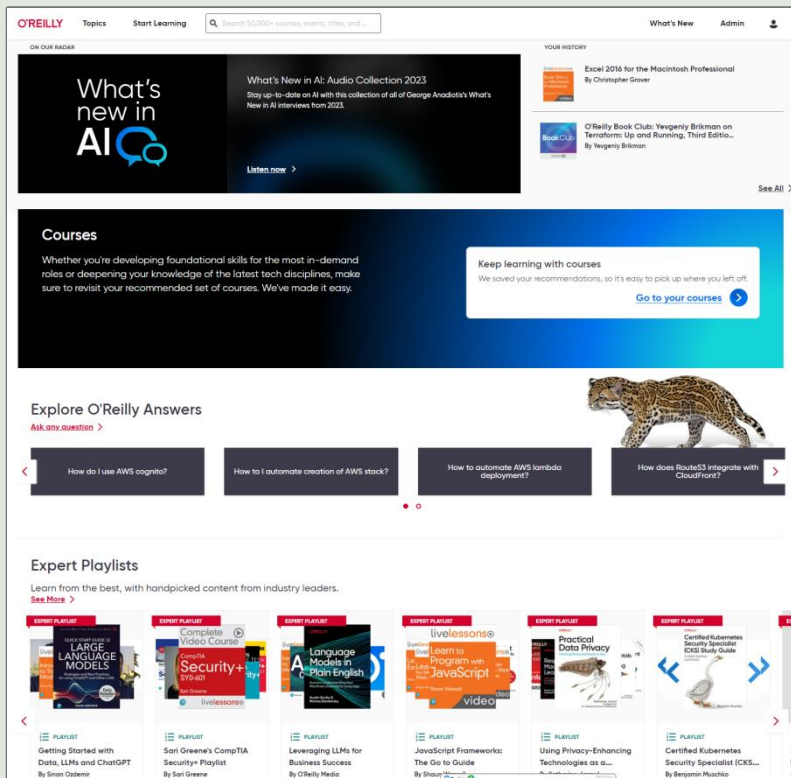 O'REILLY Topics Start Learning Search 50,000+ courses, events, titles, and ... What's New Admin
ON OUR RADAR
What's
new in
AI
What's New in AI: Audio Collection 2023
Stay up-to-date on AI with this collection of all of George Anadiotis's What's
New in AI interviews from 2023.
Listen now
YOUR HISTORY
Excel 2016 for the Macintosh Professional
By Christopher Grover
video
Book Club
O'Reilly Book Club: Yevgeniy Brikman on
Terraform: Up and Running, Third Editio...
By Yevgeniy Brikman
See All
Courses
Whether you're developing foundational skills for the most in-demand
roles or deepening your knowledge of the latest tech disciplines, make
sure to revisit your recommended set of courses. We've made it easy.
Keep learning with courses
We saved your recommendations, so it's easy to pick up where you left off.
Go to your courses
Explore O'Reilly Answers
Ask any question
How do I use AWS cognito?
How to I automate creation of AWS stack?
How to automate AWS lambda
deployment?
How does Route53 integrate with
CloudFront?
Expert Playlists
Learn from the best, with handpicked content from industry leaders.
See More
EXPERT PLAYLIST
QUICK START GUIDE TO
LARGE
LANGUAGE
MODELS
PLAYLIST
Getting Started with
Data, LLMs and ChatGPT
By Sinan Ozdemir
EXPERT PLAYLIST
Complete
Video Course
CompTIA
Security+
SY0-601
Sari Greene
livelessons
PLAYLIST
Sari Greene's CompTIA
Security+ Playlist
By Sari Greene
EXPERT PLAYLIST
O'REILLY
Language
Models in
Plain English
PLAYLIST
Leveraging LLMs for
Business Success
By O'Reilly Media
EXPERT PLAYLIST
livelessons
Learn to
Program with
JavaScript
video
PLAYLIST
JavaScript Frameworks:
The Go to Guide
By Shaun
EXPERT PLAYLIST
O'REILLY
Practical
Data Privacy
PLAYLIST
Using Privacy-Enhancing
Technologies as a...
EXPERT PLAYLIST
O'REILLY
Certified Kubernetes
Security Specialist
(CKS) Study Guide
PLAYLIST
Certified Kubernetes
Security Specialist (CKS...
By Benjamin Muschko